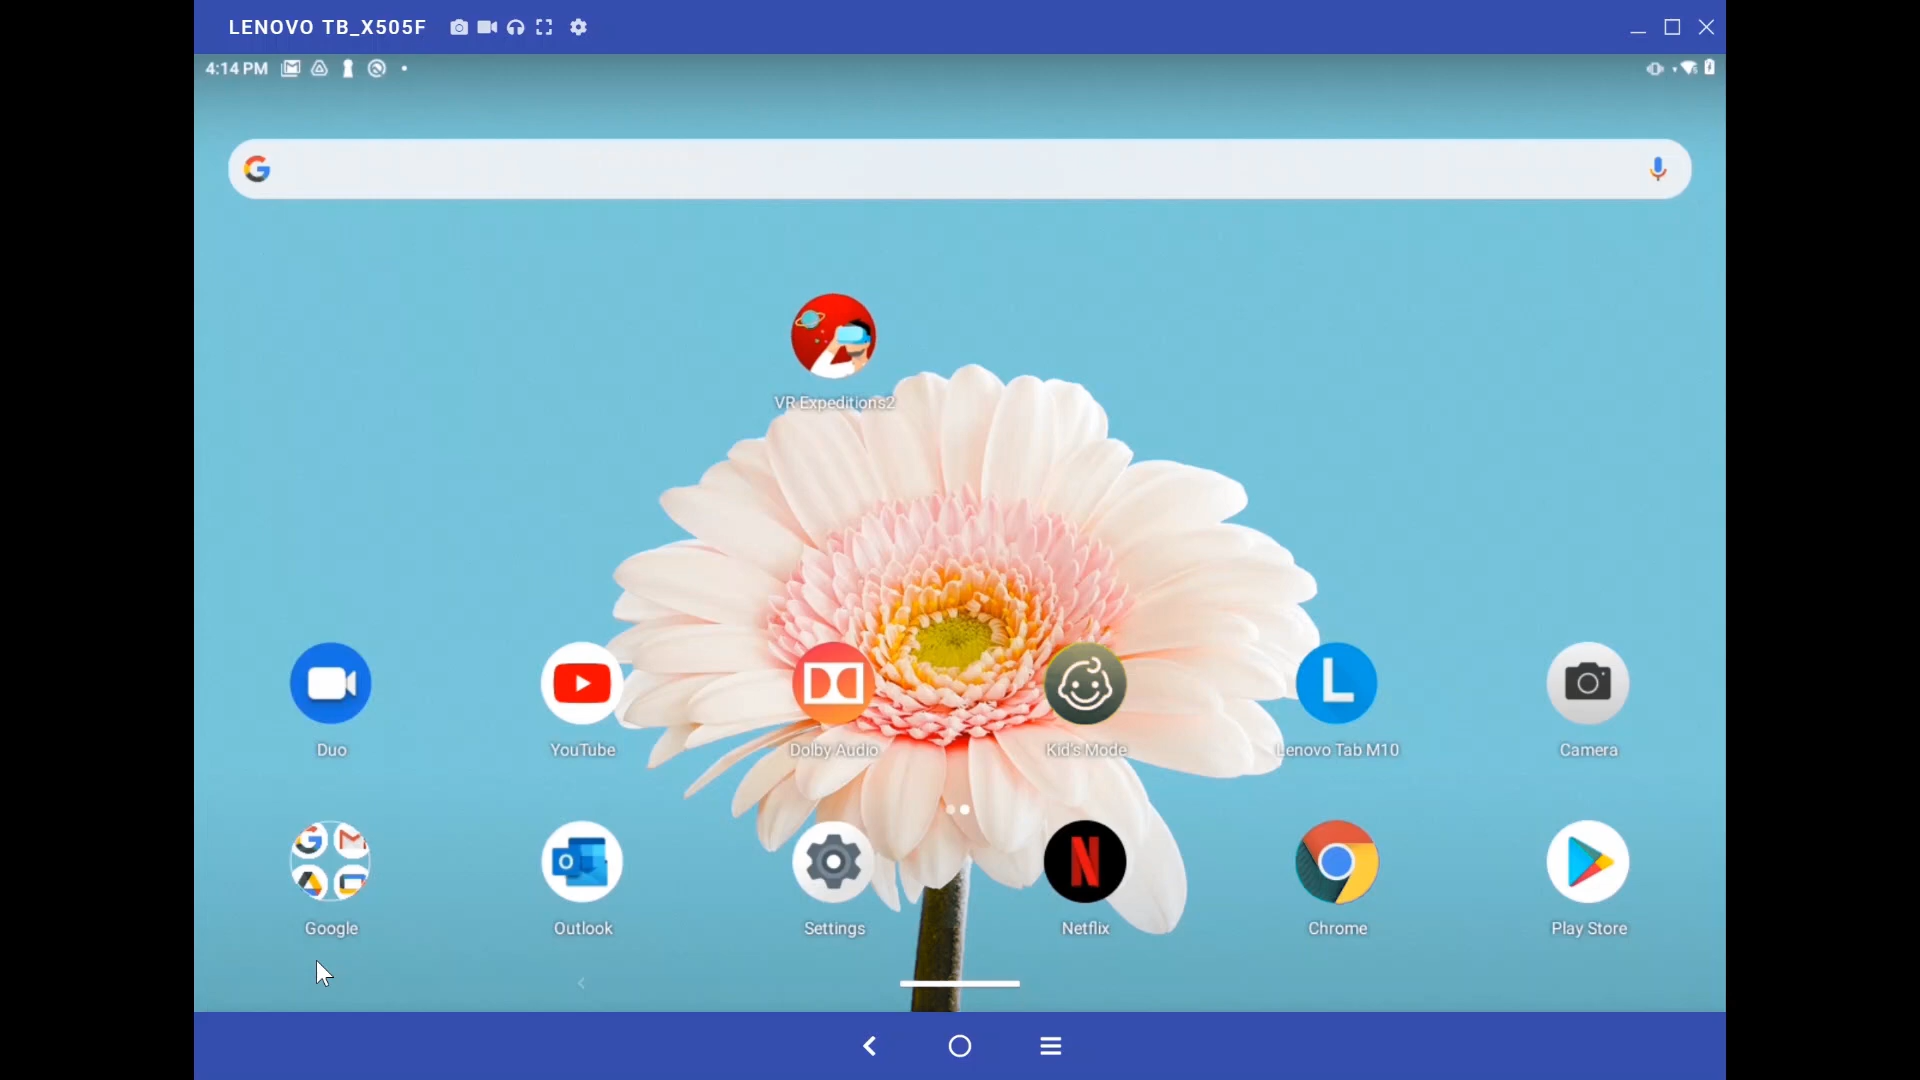 LENOVO TB_X505F
4:14 PM
VR Expeditions2
Duo
YouTube
Dolby Audio
Kid's Mode
Lenovo Tab M10
Camera
Google
Outlook
Settings
Netflix
Chrome
Play Store